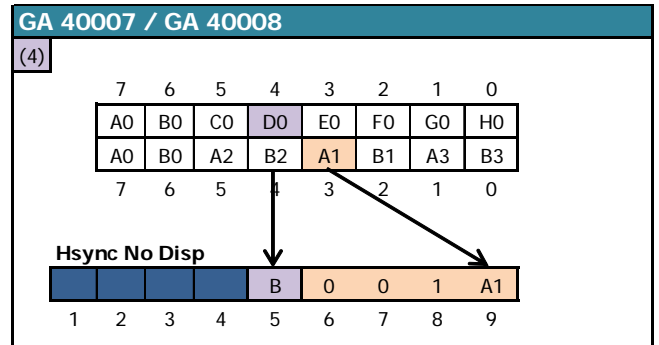 GA 40007 / GA 40008
(4)
7 6 5 4 3 2 1 0
A0 B0 C0 D0 E0 F0 G0 H0
A0 B0 A2 B2 A1 B1 A3 B3
7 6 5 4 3 2 1 0
Hsync No Disp
B 0 0 1 A1
1 2 3 4 5 6 7 8 9